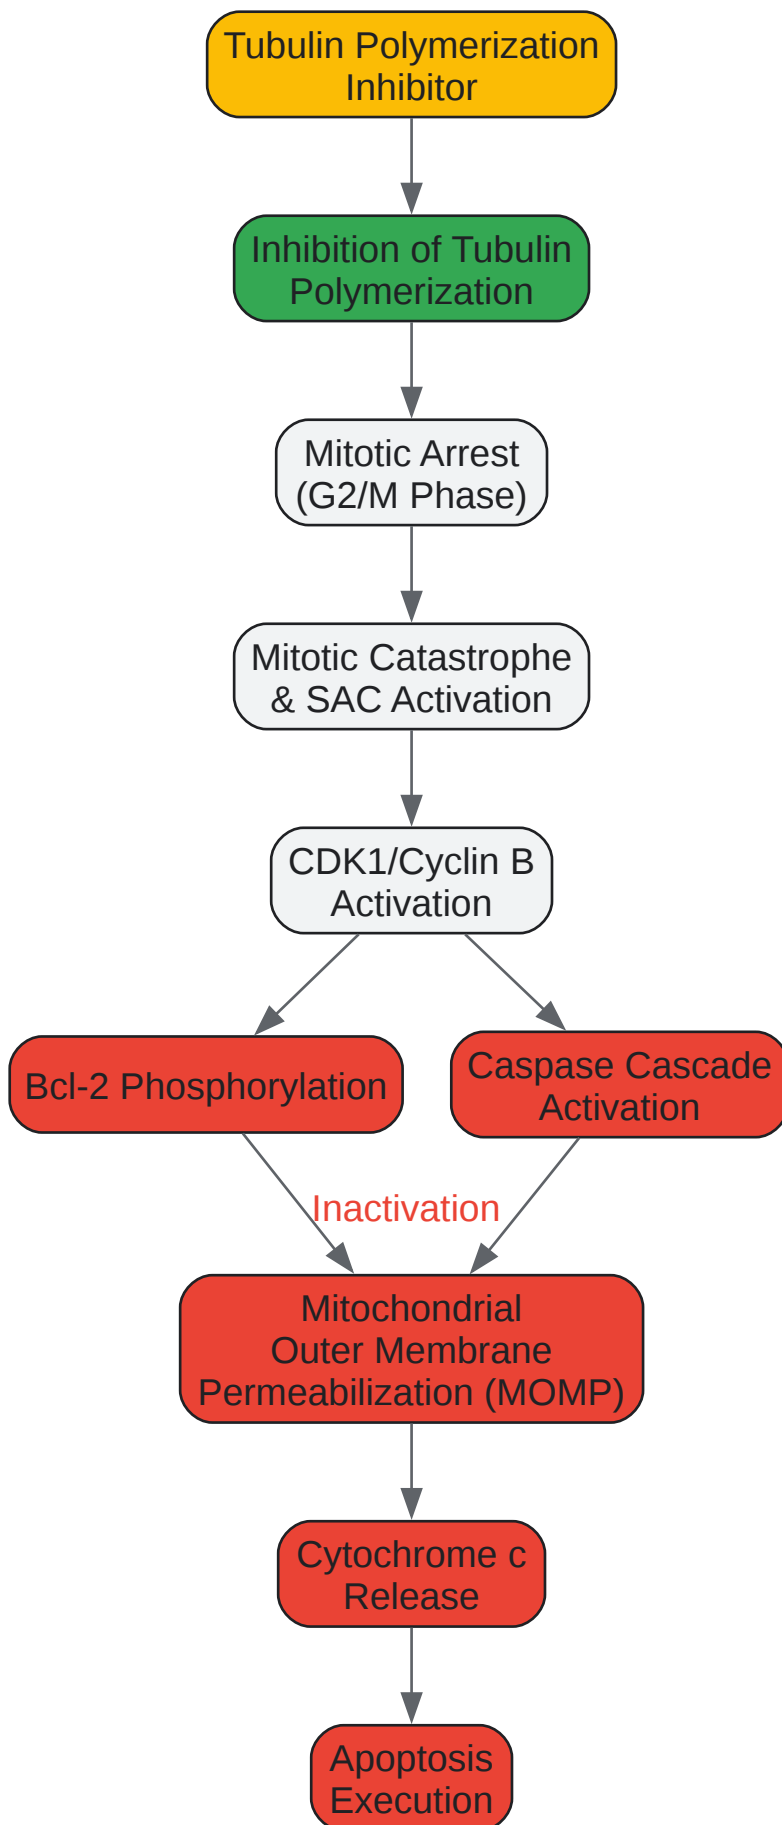 Tubulin Polymerization
Inhibitor
Inhibition of Tubulin
Polymerization
Mitotic Arrest
(G2/M Phase)
Mitotic Catastrophe
& SAC Activation
CDK1/Cyclin B
Activation
Bcl-2 Phosphorylation
Caspase Cascade
Activation
Inactivation
Mitochondrial
Outer Membrane
Permeabilization (MOMP)
Cytochrome c
Release
Apoptosis
Execution